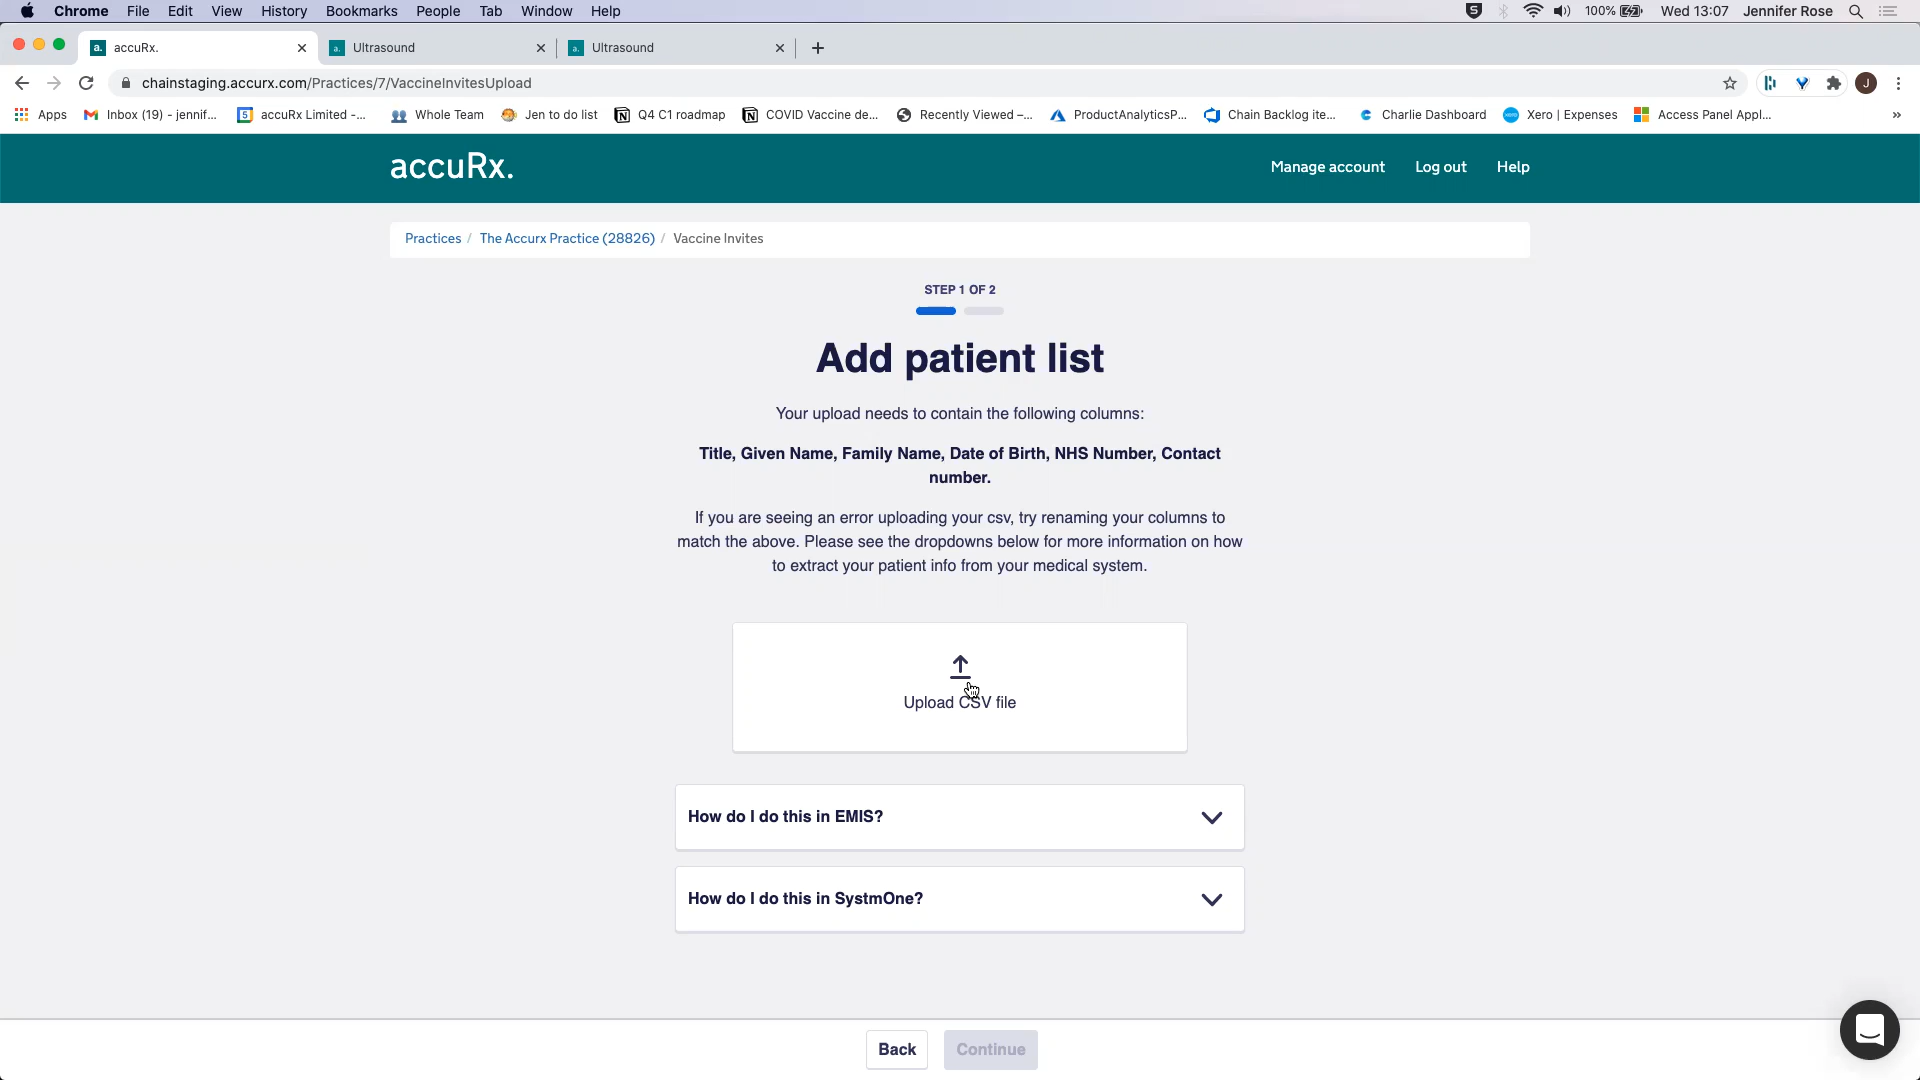 Chrome File Edit View History Bookmarks People Tab Window Help 100% Wed 13:07 Jennifer Rose
a. accuRx. a. Ultrasound a. Ultrasound
chainstaging.accurx.com/Practices/7/VaccineInvitesUpload J
Apps Inbox (19) - jennif... 5 accuRx Limited -... Whole Team Jen to do list Q4 C1 roadmap COVID Vaccine de... Recently Viewed –... ProductAnalyticsP... Chain Backlog ite... Charlie Dashboard Xero | Expenses Access Panel Appl... »
accuRx. Manage account Log out Help
Practices / The Accurx Practice (28826) / Vaccine Invites
STEP 1 OF 2
Add patient list
Your upload needs to contain the following columns:
Title, Given Name, Family Name, Date of Birth, NHS Number, Contact
number.
If you are seeing an error uploading your csv, try renaming your columns to
match the above. Please see the dropdowns below for more information on how
to extract your patient info from your medical system.
Upload CSV file
How do I do this in EMIS?
How do I do this in SystmOne?
Back Continue